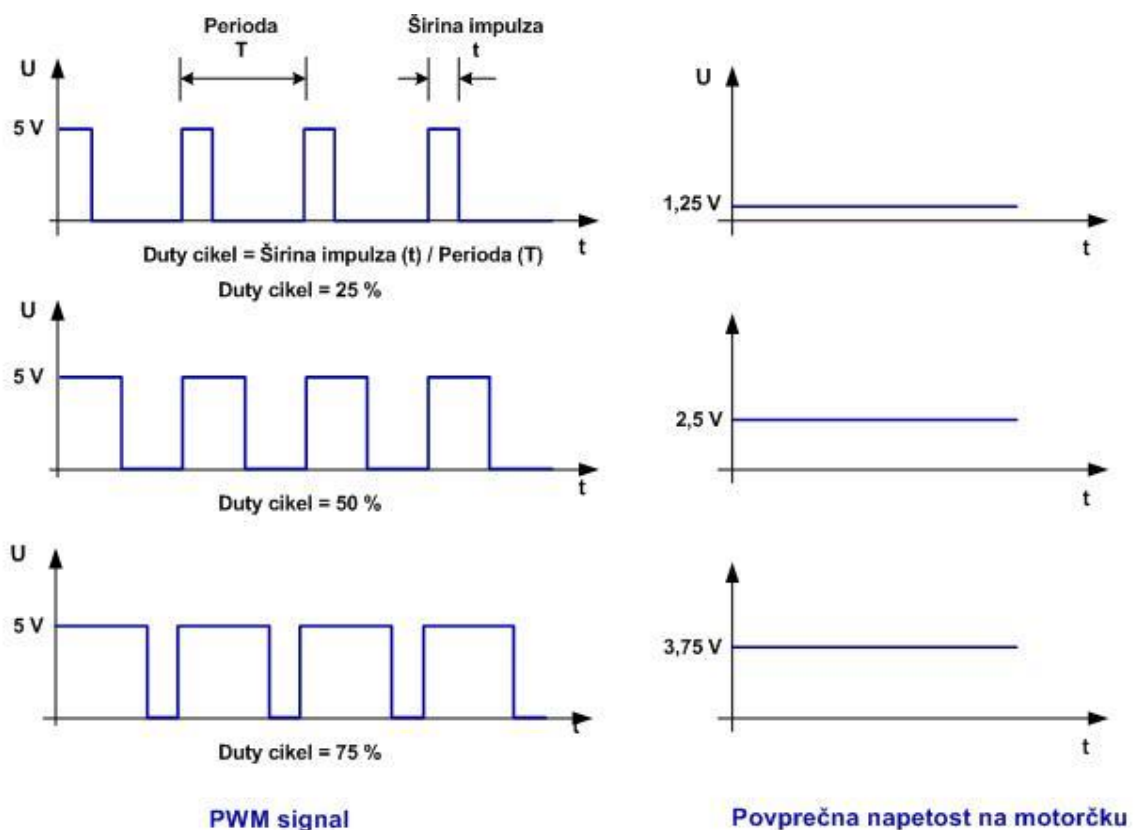 Perioda
T
Širina impulza
t
U
5 V
t
Duty cikel = Širina impulza (t) / Perioda (T)
Duty cikel = 25 %
U
1,25 V
t
U
5 V
t
Duty cikel = 50 %
2,5 V
t
U
5 V
t
Duty cikel = 75 %
3,75 V
t
PWM signal
Povprečna napetost na motorčku